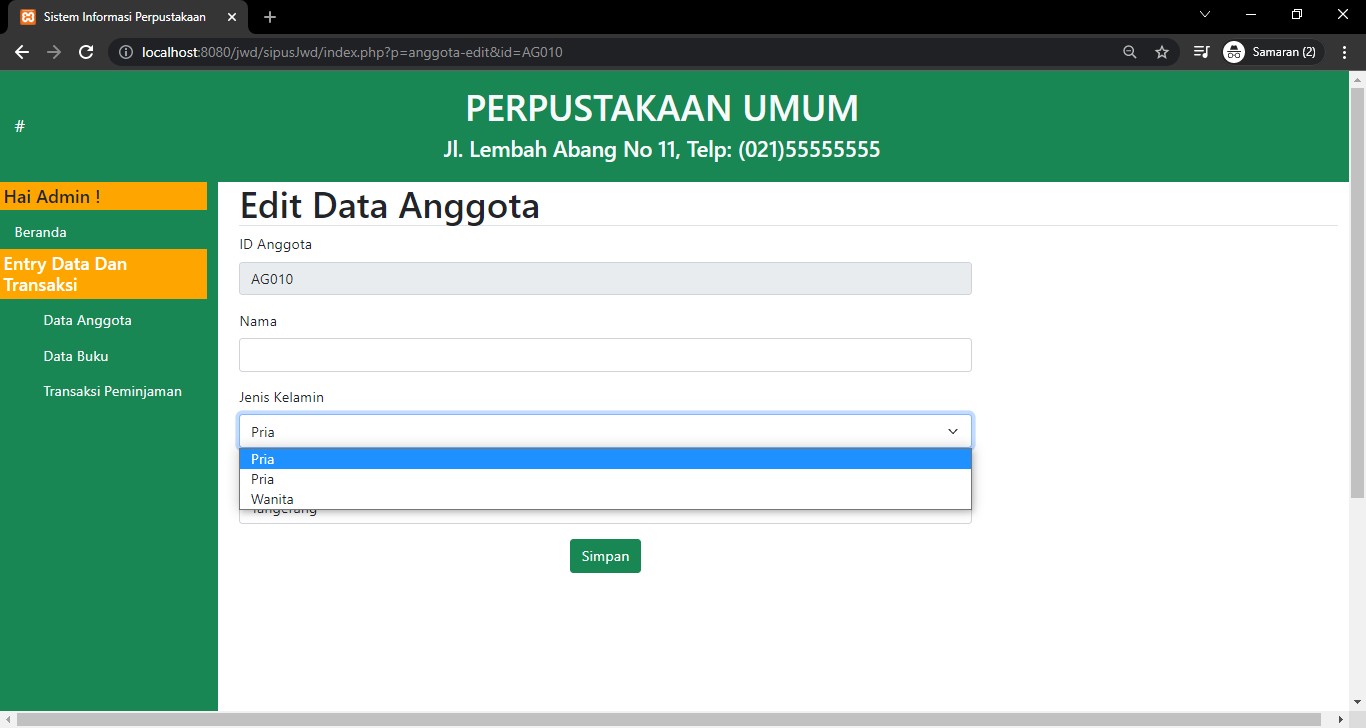 Sistem Informasi Perpustakaan
localhost:8080/jwd/sipusJwd/index.php?p=anggota-edit&id=AG010
Samaran (2)
#
PERPUSTAKAAN UMUM
Jl. Lembah Abang No 11, Telp: (021)55555555
Hai Admin !
Beranda
Entry Data Dan
Transaksi
Data Anggota
Data Buku
Transaksi Peminjaman
Edit Data Anggota
ID Anggota
AG010
Nama
Jenis Kelamin
Pria
Pria
Pria
Wanita
Tangerang
Simpan